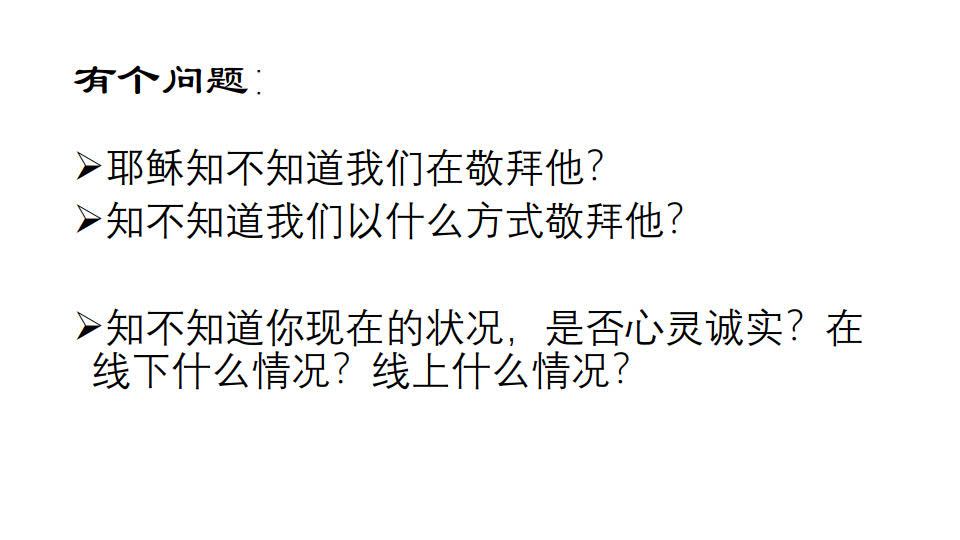 有个问题:
➢耶稣知不知道我们在敬拜他?
➢知不知道我们以什么方式敬拜他?
➢知不知道你现在的状况，是否心灵诚实？在
线下什么情况？线上什么情况？